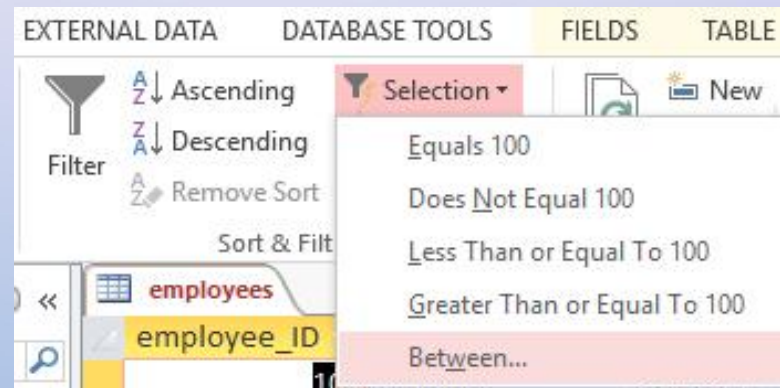 EXTERNAL DATA DATABASE TOOLS FIELDS TABLE
Filter
Ascending
Descending
Remove Sort
Selection
New
Sort & Filt
Equals 100
Does Not Equal 100
Less Than or Equal To 100
Greater Than or Equal To 100
Between...
employees
employee_ID